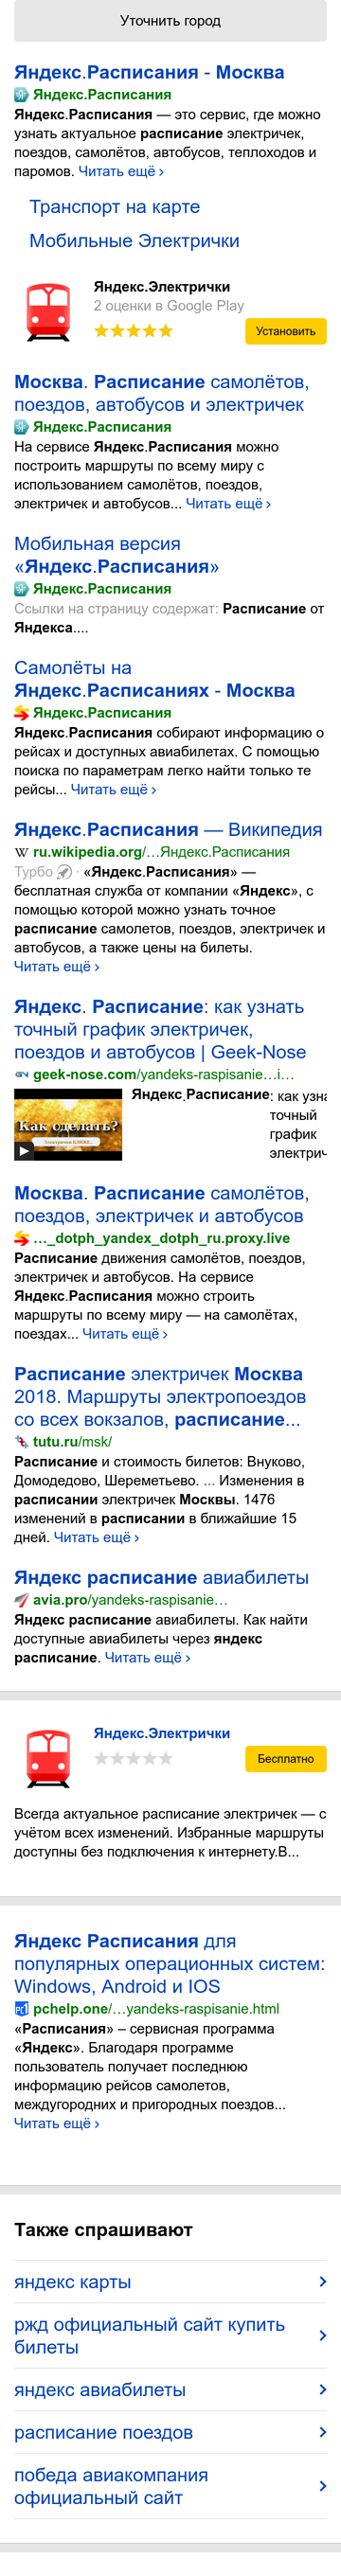 Уточнить город
Яндекс.Расписания - Москва
Яндекс.Расписания
Яндекс.Расписания — это сервис, где можно
узнать актуальное расписание электричек,
поездов, самолётов, автобусов, теплоходов и
паромов. Читать ещё ›
Транспорт на карте
Мобильные Электрички
Яндекс.Электрички
2 оценки в Google Play
Установить
Москва. Расписание самолётов,
поездов, автобусов и электричек
Яндекс.Расписания
На сервисе Яндекс.Расписания можно
построить маршруты по всему миру с
использованием самолётов, поездов,
электричек и автобусов... Читать ещё ›
Мобильная версия
«Яндекс.Расписания»
Яндекс.Расписания
Ссылки на страницу содержат: Расписание от
Яндекса....
Самолёты на
Яндекс.Расписаниях - Москва
Яндекс.Расписания
Яндекс.Расписания собирают информацию о
рейсах и доступных авиабилетах. С помощью
поиска по параметрам легко найти только те
рейсы... Читать ещё ›
Яндекс.Расписания — Википедия
W ru.wikipedia.org/…Яндекс.Расписания
Турбо · «Яндекс.Расписания» —
бесплатная служба от компании «Яндекс», с
помощью которой можно узнать точное
расписание самолетов, поездов, электричек и
автобусов, а также цены на билеты.
Читать ещё ›
Яндекс. Расписание: как узнать
точный график электричек,
поездов и автобусов | Geek-Nose
geek-nose.com/yandeks-raspisanie…i…
Как сделать?
Яндекс.Расписание: как узна
точный
график
электрич
Москва. Расписание самолётов,
поездов, электричек и автобусов
…_dotph_yandex_dotph_ru.proxy.live
Расписание движения самолётов, поездов,
электричек и автобусов. На сервисе
Яндекс.Расписания можно строить
маршруты по всему миру — на самолётах,
поездах... Читать ещё ›
Расписание электричек Москва
2018. Маршруты электропоездов
со всех вокзалов, расписание...
tutu.ru/msk/
Расписание и стоимость билетов: Внуково,
Домодедово, Шереметьево. ... Изменения в
расписании электричек Москвы. 1476
изменений в расписании в ближайшие 15
дней. Читать ещё ›
Яндекс расписание авиабилеты
avia.pro/yandeks-raspisanie…
Яндекс расписание авиабилеты. Как найти
доступные авиабилеты через яндекс
расписание. Читать ещё ›
Яндекс.Электрички
Бесплатно
Всегда актуальное расписание электричек — с
учётом всех изменений. Избранные маршруты
доступны без подключения к интернету.В...
Яндекс Расписания для
популярных операционных систем:
Windows, Android и IOS
pchelp.one/…yandeks-raspisanie.html
«Расписания» – сервисная программа
«Яндекс». Благодаря программе
пользователь получает последнюю
информацию рейсов самолетов,
междугородних и пригородных поездов...
Читать ещё ›
Также спрашивают
яндекс карты
ржд официальный сайт купить
билеты
яндекс авиабилеты
расписание поездов
победа авиакомпания
официальный сайт